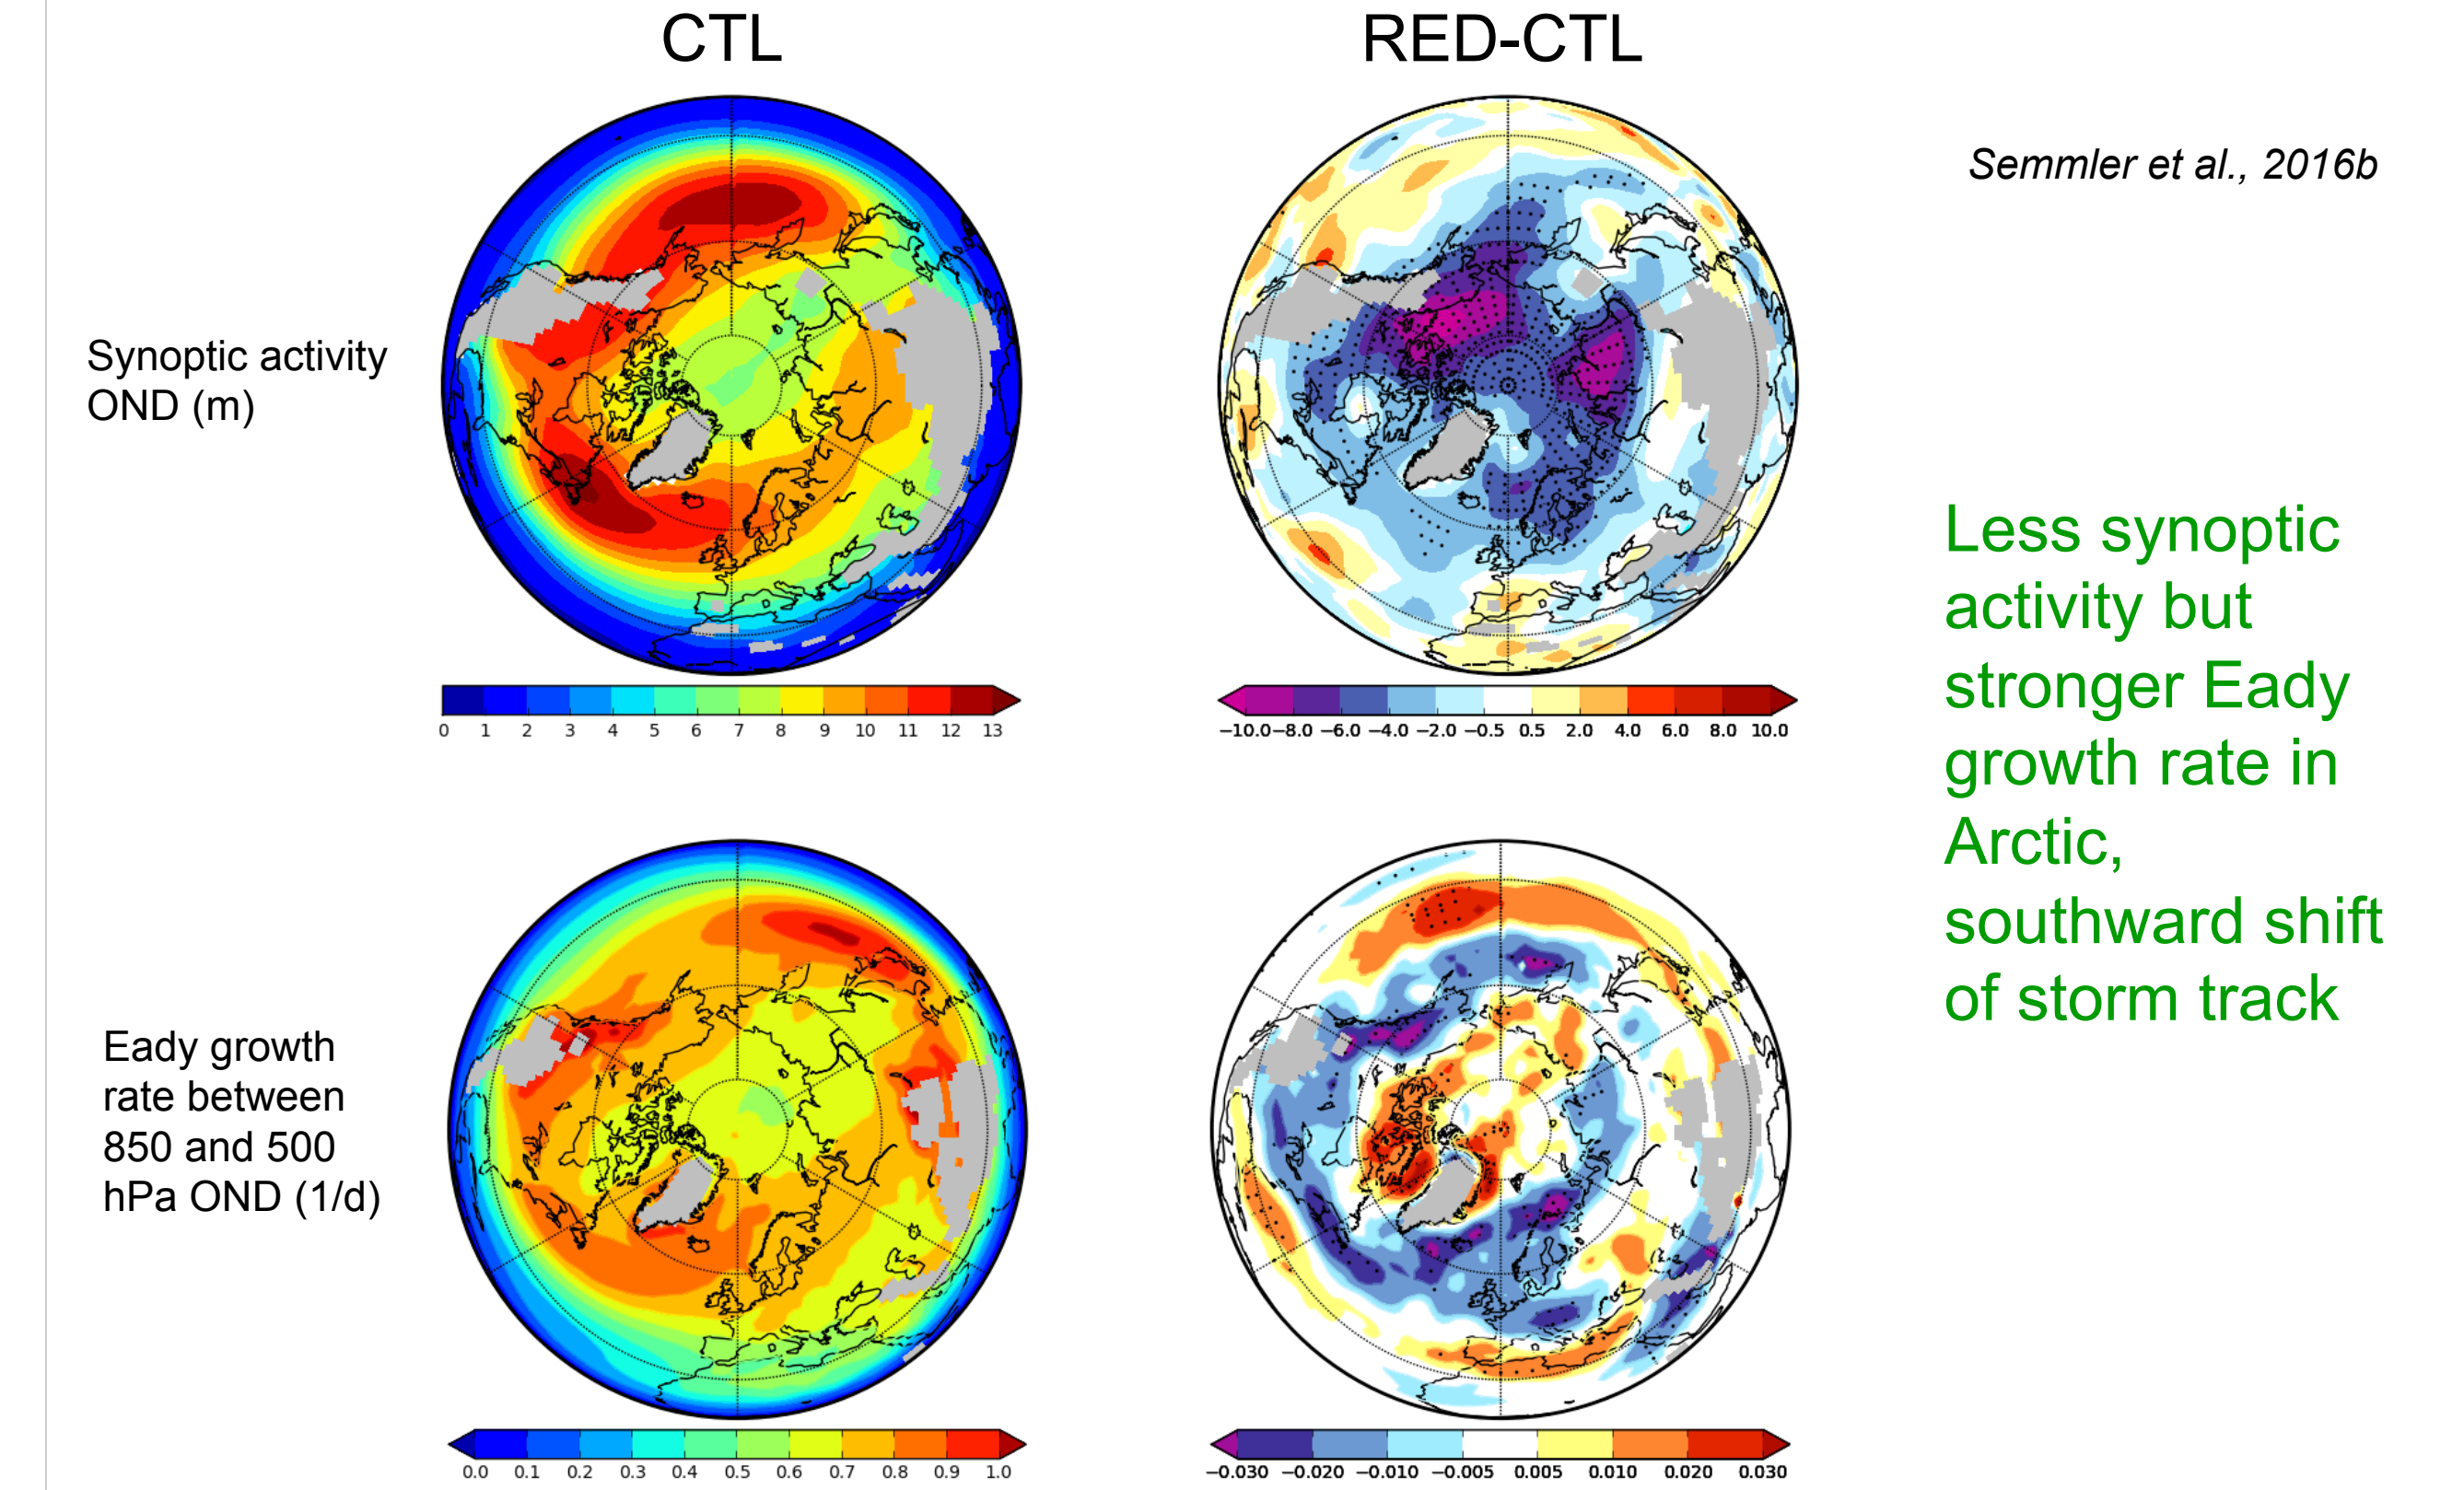 CTL
RED-CTL
Semmler et al., 2016b
Synoptic activity
OND (m)
0 1 2 3 4 5 6 7 8 9 10 11 12 13
−10.0 −8.0 −6.0 −4.0 −2.0 −0.5 0.5 2.0 4.0 6.0 8.0 10.0
Less synoptic
activity but
stronger Eady
growth rate in
Arctic,
southward shift
of storm track
Eady growth
rate between
850 and 500
hPa OND (1/d)
0.0 0.1 0.2 0.3 0.4 0.5 0.6 0.7 0.8 0.9 1.0
−0.030 −0.020 −0.010 −0.005 0.005 0.010 0.020 0.030